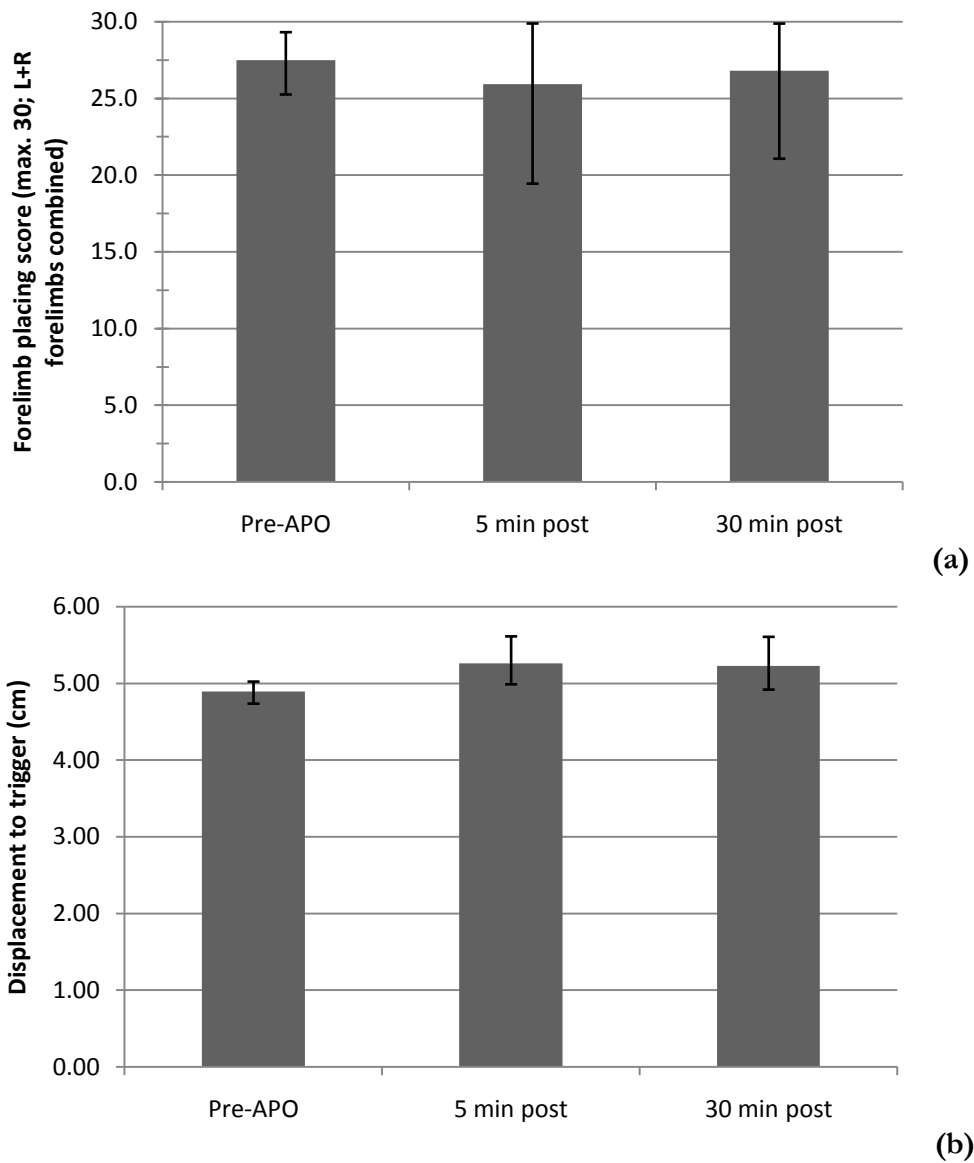 Forelimb placing score (max. 30; L+R
forelimbs combined)
30.0
25.0
20.0
15.0
10.0
5.0
0.0
Pre-APO
5 min post
30 min post
(a)
Displacement to trigger (cm)
6.00
5.00
4.00
3.00
2.00
1.00
0.00
Pre-APO
5 min post
30 min post
(b)